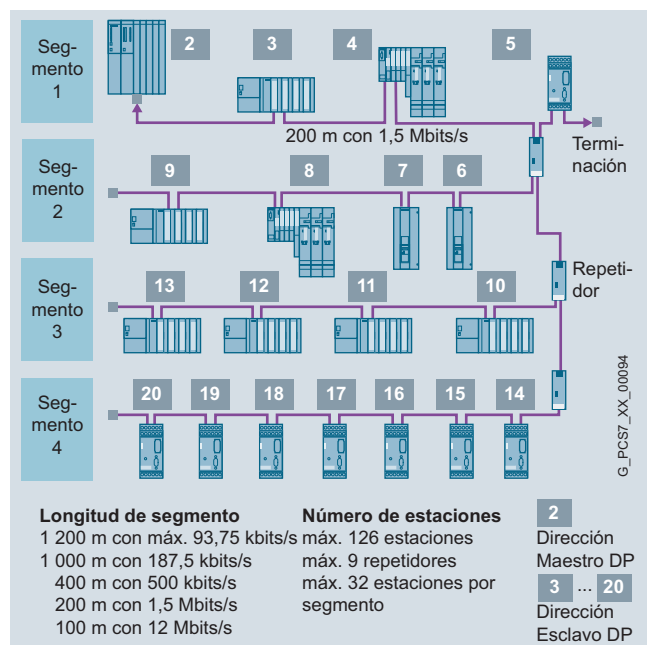 Seg-
mento
1
2
3
4
5
200 m con 1,5 Mbits/s
Termi-
nación
Seg-
mento
2
9
8
7
6
Seg-
mento
3
13
12
11
10
Repeti-
dor
Seg-
mento
4
20
19
18
17
16
15
14
G_PCS7_XX_00094
Longitud de segmento
1 200 m con máx. 93,75 kbits/s
1 000 m con 187,5 kbits/s
400 m con 500 kbits/s
200 m con 1,5 Mbits/s
100 m con 12 Mbits/s
Número de estaciones
máx. 126 estaciones
máx. 9 repetidores
máx. 32 estaciones por
segmento
2
Dirección
Maestro DP
3 ... 20
Dirección
Esclavo DP